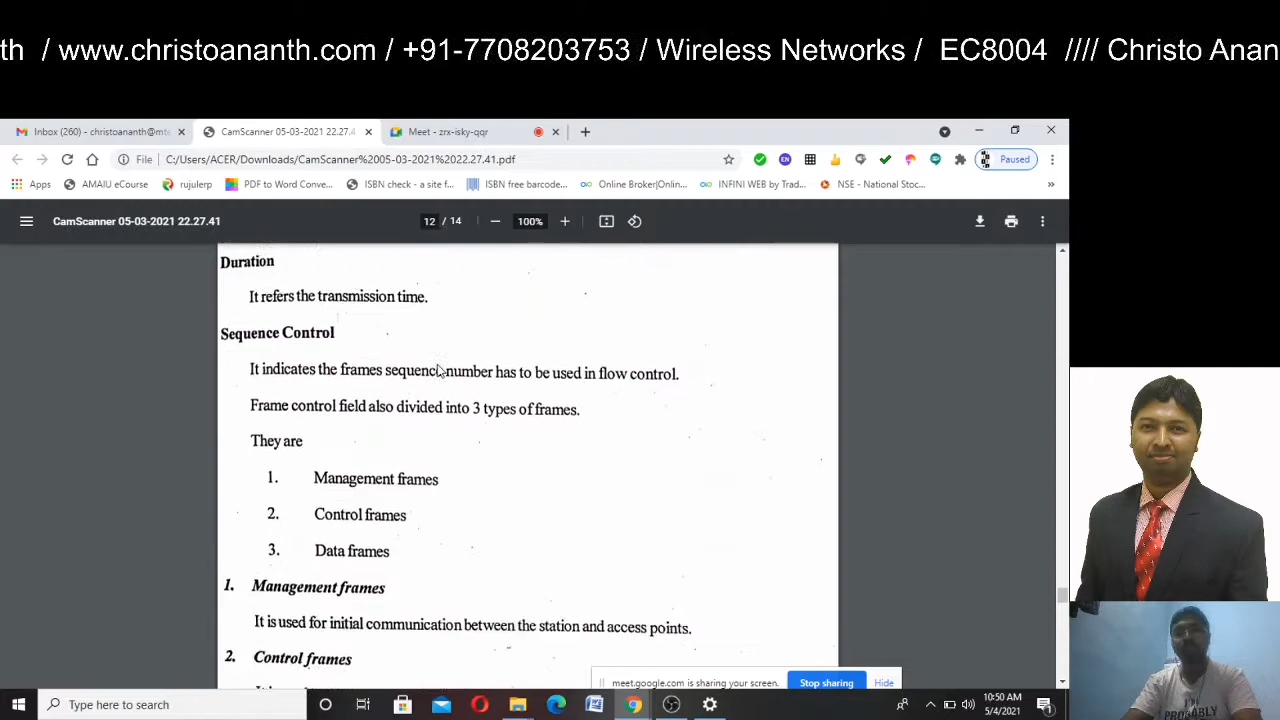 th / www.christoananth.com / +91-7708203753 / Wireless Networks / EC8004 //// Christo Anan
Inbox (260) - christoananth@mt
CamScanner 05-03-2021 22.27.4
Meet - zrx-isky-qqr
File
C:/Users/ACER/Downloads/CamScanner%2005-03-2021%2022.27.41.pdf
EN
Paused
Apps
AMAIU eCourse
rujulerp
PDF to Word Conve...
ISBN check - a site f...
ISBN free barcode...
Online Broker|Onlin...
INFINI WEB by Trad...
NSE - National Stoc...
»
CamScanner 05-03-2021 22.27.41
12 / 14
100%
Duration
It refers the transmission time.
Sequence Control
It indicates the frames sequence number has to be used in flow control.
Frame control field also divided into 3 types of frames.
They are
1. Management frames
2. Control frames
3. Data frames
1. Management frames
It is used for initial communication between the station and access points.
2. Control frames
meet.google.com is sharing your screen.
Stop sharing
Hide
Type here to search
10:50 AM
5/4/2021
1
PROBABLY